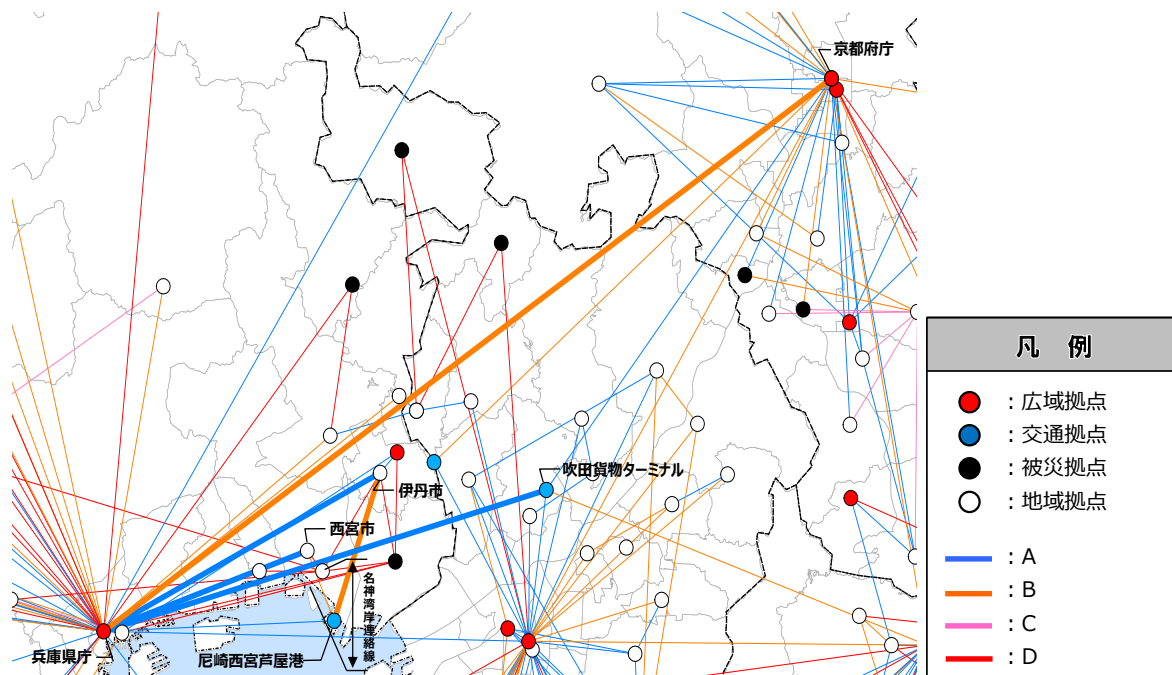 京都府庁
吹田貨物ターミナル
伊丹市
西宮市
名神湾岸連絡線
兵庫県庁
尼崎西宮芦屋港
凡 例
：広域拠点
：交通拠点
：被災拠点
：地域拠点
：A
：B
：C
：D